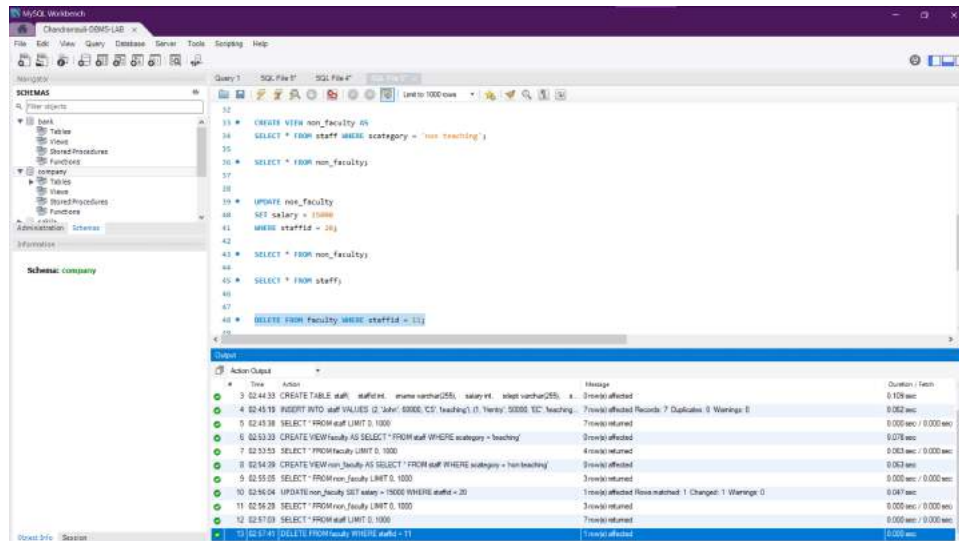 MySQL Workbench
Chandramauli-DBMS-LAB ×
File Edit View Query Database Server Tools Scripting Help
Navigator
SCHEMAS
Filter objects
bank
Tables
Views
Stored Procedures
Functions
company
Tables
Views
Stored Procedures
Functions
Administration Schemas
Information
Schema: company
Object Info Session
Query 1 SQL File 3* SQL File 4*
Limit to 1000 rows
32
33 CREATE VIEW non_faculty AS
34 SELECT * FROM staff WHERE scategory = 'non teaching';
35
36 SELECT * FROM non_faculty;
37
38
39 UPDATE non_faculty
40 SET salary = 15000
41 WHERE staffid = 20;
42
43 SELECT * FROM non_faculty;
44
45 SELECT * FROM staff;
46
47
48 DELETE FROM faculty WHERE staffid = 11;
Output
Action Output
# Time Action Message Duration / Fetch
3 02:44:33 CREATE TABLE staff( staffid int, ename varchar(255), salary int, sdept varchar(255), s... 0 row(s) affected 0.109 sec
4 02:45:19 INSERT INTO staff VALUES (2, 'John', 60000, 'CS', 'teaching'), (1, 'Henry', 50000, 'EC', 'teaching... 7 row(s) affected Records: 7 Duplicates: 0 Warnings: 0 0.062 sec
5 02:45:38 SELECT * FROM staff LIMIT 0, 1000 7 row(s) returned 0.000 sec / 0.000 sec
6 02:53:33 CREATE VIEW faculty AS SELECT * FROM staff WHERE scategory = 'teaching' 0 row(s) affected 0.078 sec
7 02:53:53 SELECT * FROM faculty LIMIT 0, 1000 4 row(s) returned 0.063 sec / 0.000 sec
8 02:54:39 CREATE VIEW non_faculty AS SELECT * FROM staff WHERE scategory = 'non teaching' 0 row(s) affected 0.063 sec
9 02:55:05 SELECT * FROM non_faculty LIMIT 0, 1000 3 row(s) returned 0.000 sec / 0.000 sec
10 02:56:04 UPDATE non_faculty SET salary = 15000 WHERE staffid = 20 1 row(s) affected Rows matched: 1 Changed: 1 Warnings: 0 0.047 sec
11 02:56:28 SELECT * FROM non_faculty LIMIT 0, 1000 3 row(s) returned 0.000 sec / 0.000 sec
12 02:57:03 SELECT * FROM staff LIMIT 0, 1000 7 row(s) returned 0.000 sec / 0.000 sec
13 02:57:41 DELETE FROM faculty WHERE staffid = 11 1 row(s) affected 0.000 sec